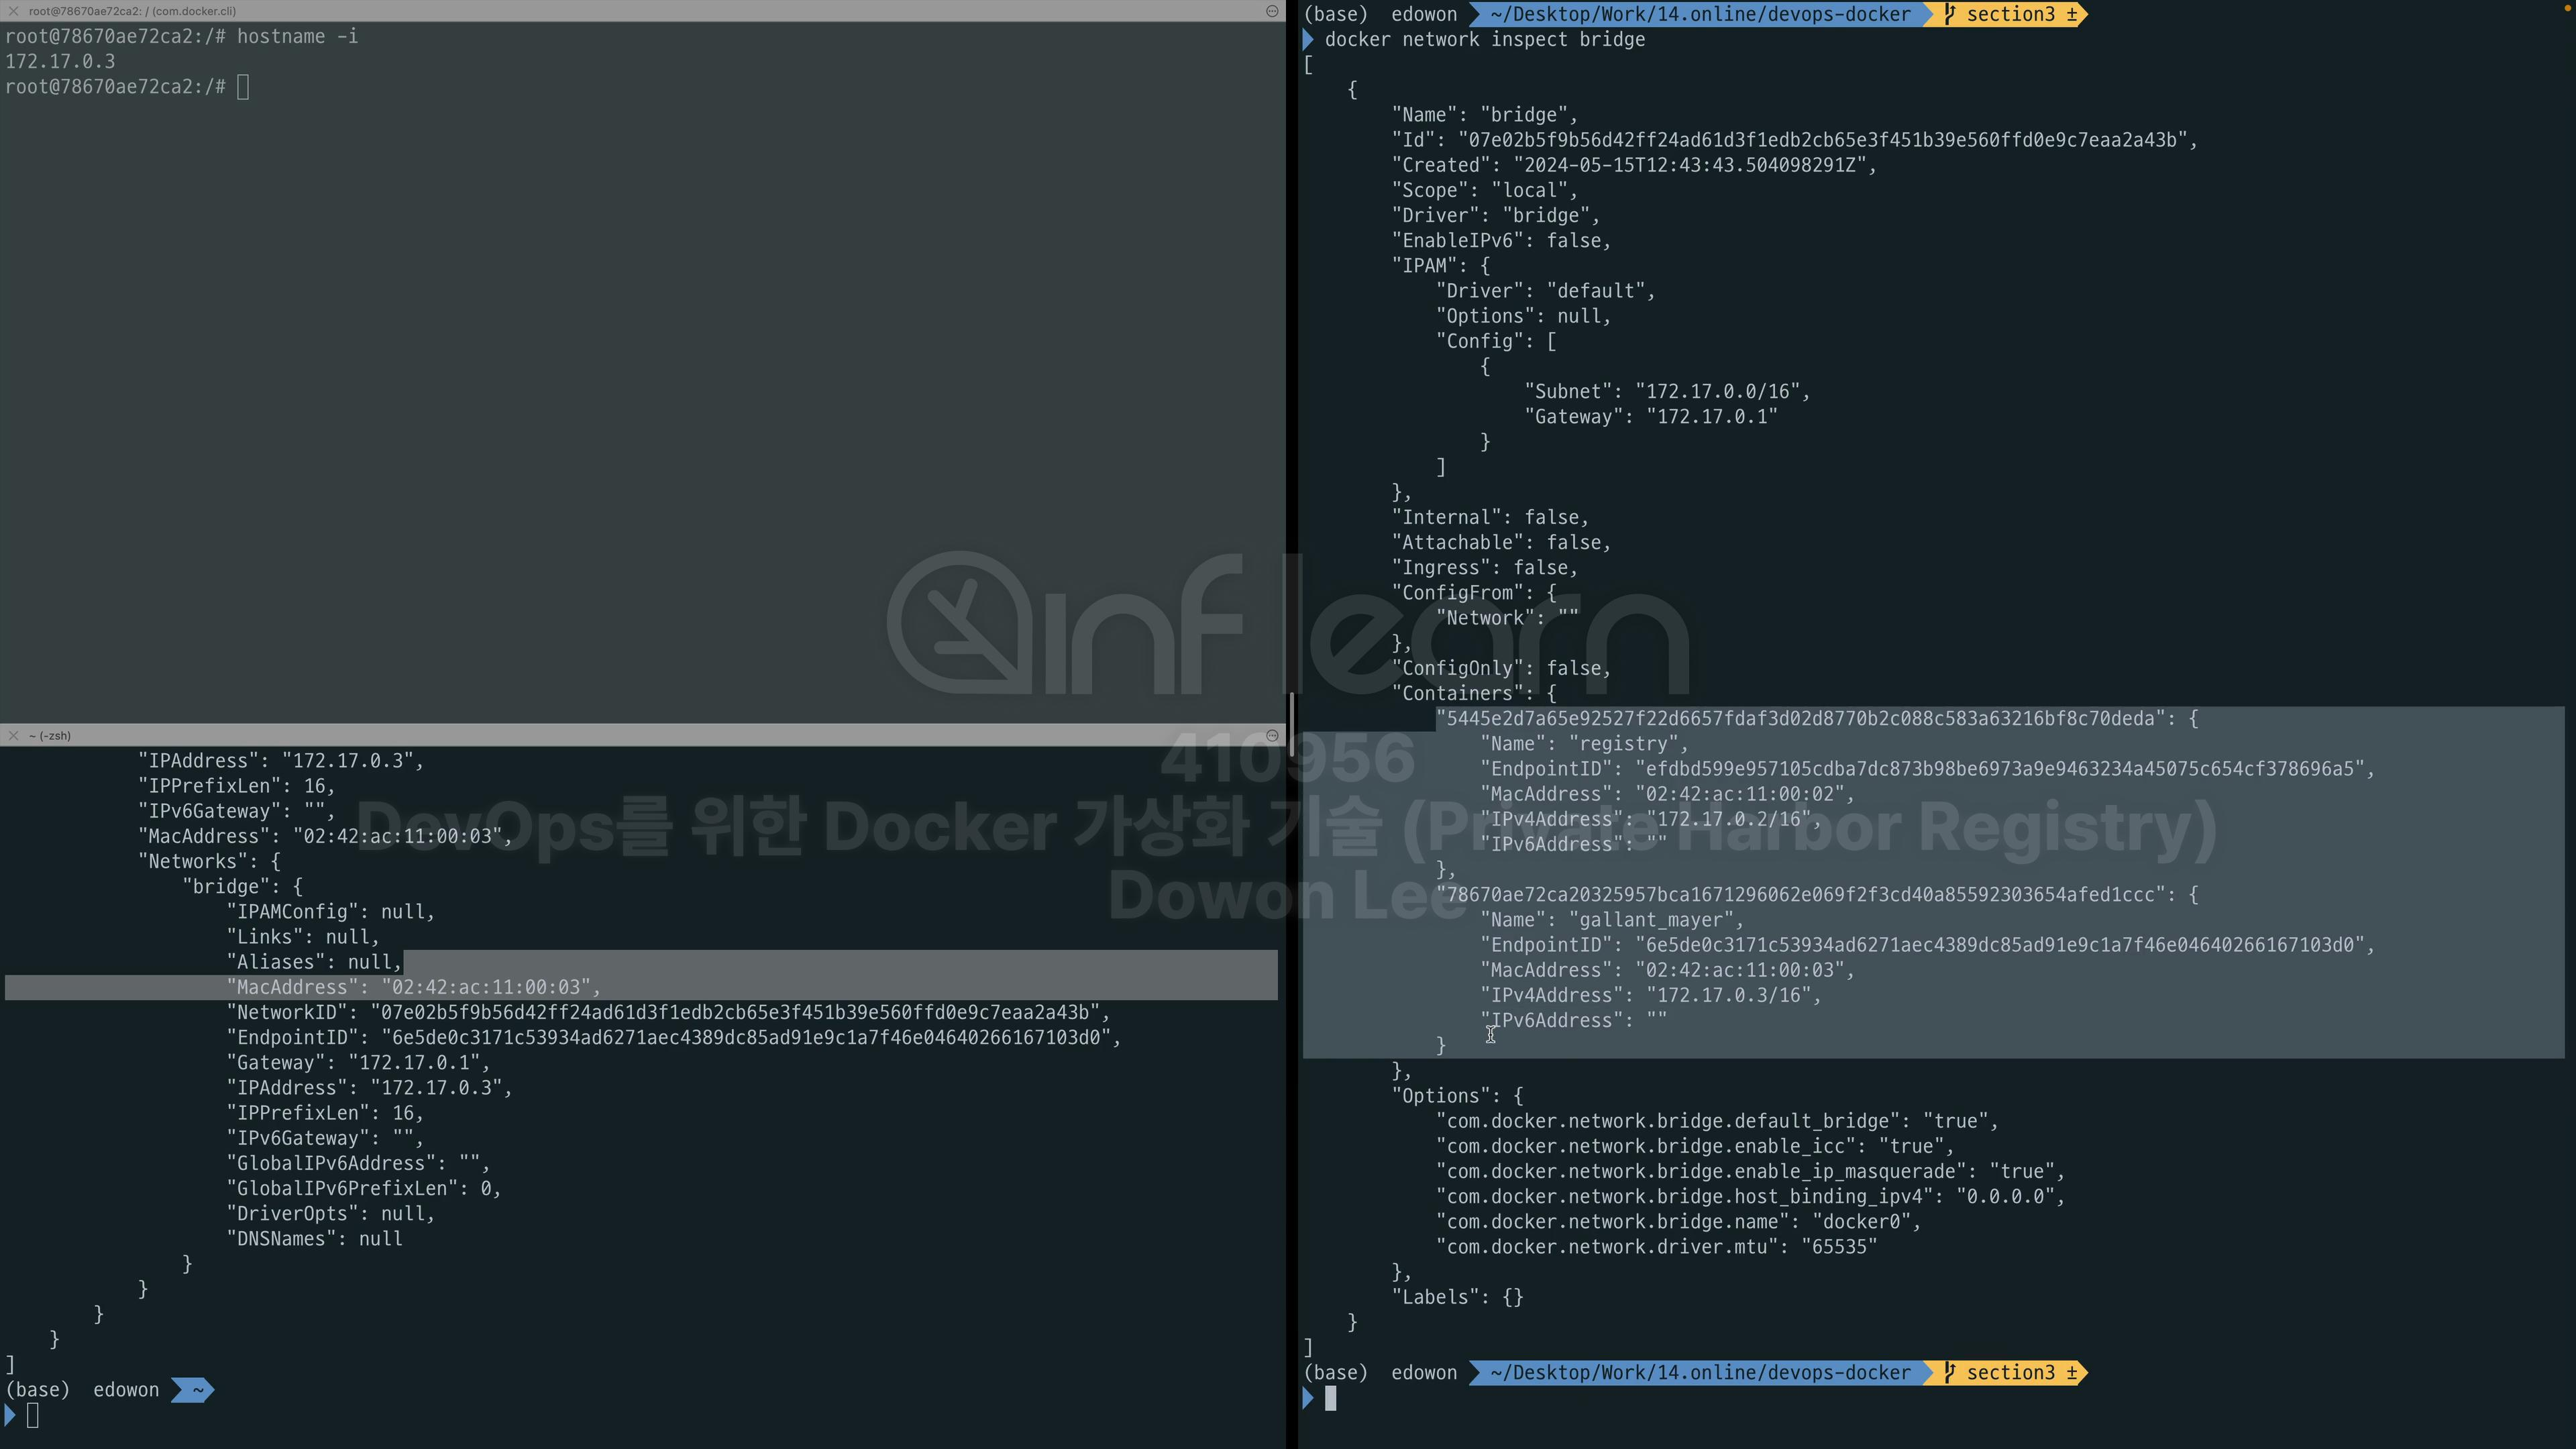 root@78670ae72ca2: / (com.docker.cli)
root@78670ae72ca2:/# hostname -i
172.17.0.3
root@78670ae72ca2:/#
~ (-zsh)
"IPAddress": "172.17.0.3",
"IPPrefixLen": 16,
"IPv6Gateway": "",
"MacAddress": "02:42:ac:11:00:03",
"Networks": {
"bridge": {
"IPAMConfig": null,
"Links": null,
"Aliases": null,
"MacAddress": "02:42:ac:11:00:03",
"NetworkID": "07e02b5f9b56d42ff24ad61d3f1edb2cb65e3f451b39e560ffd0e9c7eaa2a43b",
"EndpointID": "6e5de0c3171c53934ad6271aec4389dc85ad91e9c1a7f46e04640266167103d0",
"Gateway": "172.17.0.1",
"IPAddress": "172.17.0.3",
"IPPrefixLen": 16,
"IPv6Gateway": "",
"GlobalIPv6Address": "",
"GlobalIPv6PrefixLen": 0,
"DriverOpts": null,
"DNSNames": null
}
}
}
}
]
(base) edowon ~
(base) edowon ~/Desktop/Work/14.online/devops-docker section3 ±
docker network inspect bridge
[
{
"Name": "bridge",
"Id": "07e02b5f9b56d42ff24ad61d3f1edb2cb65e3f451b39e560ffd0e9c7eaa2a43b",
"Created": "2024-05-15T12:43:43.504098291Z",
"Scope": "local",
"Driver": "bridge",
"EnableIPv6": false,
"IPAM": {
"Driver": "default",
"Options": null,
"Config": [
{
"Subnet": "172.17.0.0/16",
"Gateway": "172.17.0.1"
}
]
},
"Internal": false,
"Attachable": false,
"Ingress": false,
"ConfigFrom": {
"Network": ""
},
"ConfigOnly": false,
"Containers": {
"5445e2d7a65e92527f22d6657fdaf3d02d8770b2c088c583a63216bf8c70deda": {
"Name": "registry",
"EndpointID": "efdbd599e957105cdba7dc873b98be6973a9e9463234a45075c654cf378696a5",
"MacAddress": "02:42:ac:11:00:02",
"IPv4Address": "172.17.0.2/16",
"IPv6Address": ""
},
"78670ae72ca20325957bca1671296062e069f2f3cd40a85592303654afed1ccc": {
"Name": "gallant_mayer",
"EndpointID": "6e5de0c3171c53934ad6271aec4389dc85ad91e9c1a7f46e04640266167103d0",
"MacAddress": "02:42:ac:11:00:03",
"IPv4Address": "172.17.0.3/16",
"IPv6Address": ""
}
},
"Options": {
"com.docker.network.bridge.default_bridge": "true",
"com.docker.network.bridge.enable_icc": "true",
"com.docker.network.bridge.enable_ip_masquerade": "true",
"com.docker.network.bridge.host_binding_ipv4": "0.0.0.0",
"com.docker.network.bridge.name": "docker0",
"com.docker.network.driver.mtu": "65535"
},
"Labels": {}
}
]
(base) edowon ~/Desktop/Work/14.online/devops-docker section3 ±
inflearn
410956
DevOps를 위한 Docker 가상화 기술 (Private Harbor Registry)
Dowon Lee